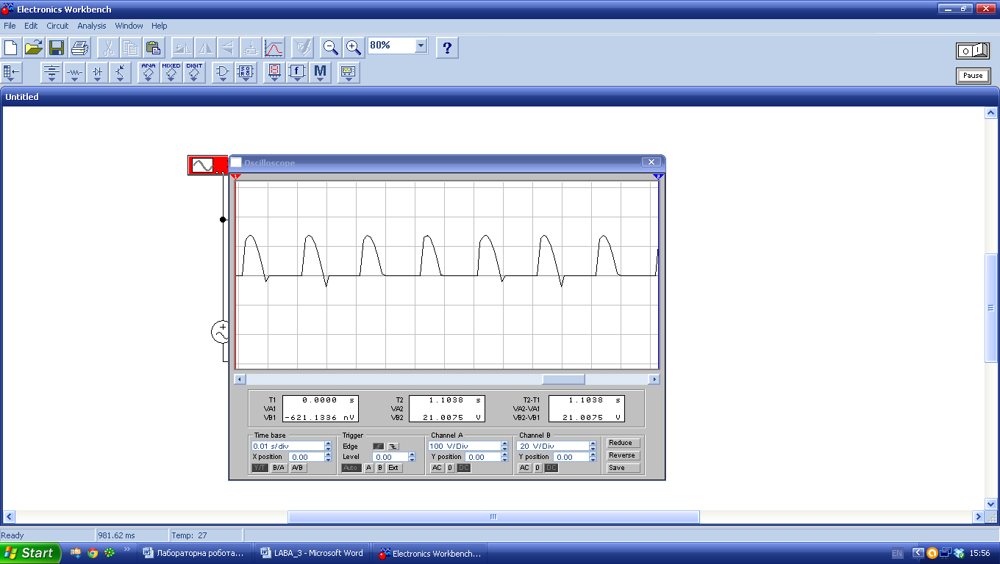 Electronics Workbench
File Edit Circuit Analysis Window Help
80%
?
ANA MIXED DIGIT
f M
Pause
Untitled
Oscilloscope
1 2
T1 0.0000 s T2 1.1038 s T2-T1 1.1038 s
VA1 VA2 VA2-VA1
VB1 -621.1336 nV VB2 21.0075 V VB2-VB1 21.0075 V
Time base Trigger Channel A Channel B
0.01 s/div Edge 100 V/Div 20 V/Div Reduce
X position 0.00 Level 0.00 Y position 0.00 Y position 0.00 Reverse
Y/T B/A A/B Auto A B Ext AC 0 DC AC 0 DC Save
Ready 981.62 ms Temp: 27
Start Лабораторна робота... LABA_3 - Microsoft Word Electronics Workbench... EN 15:56